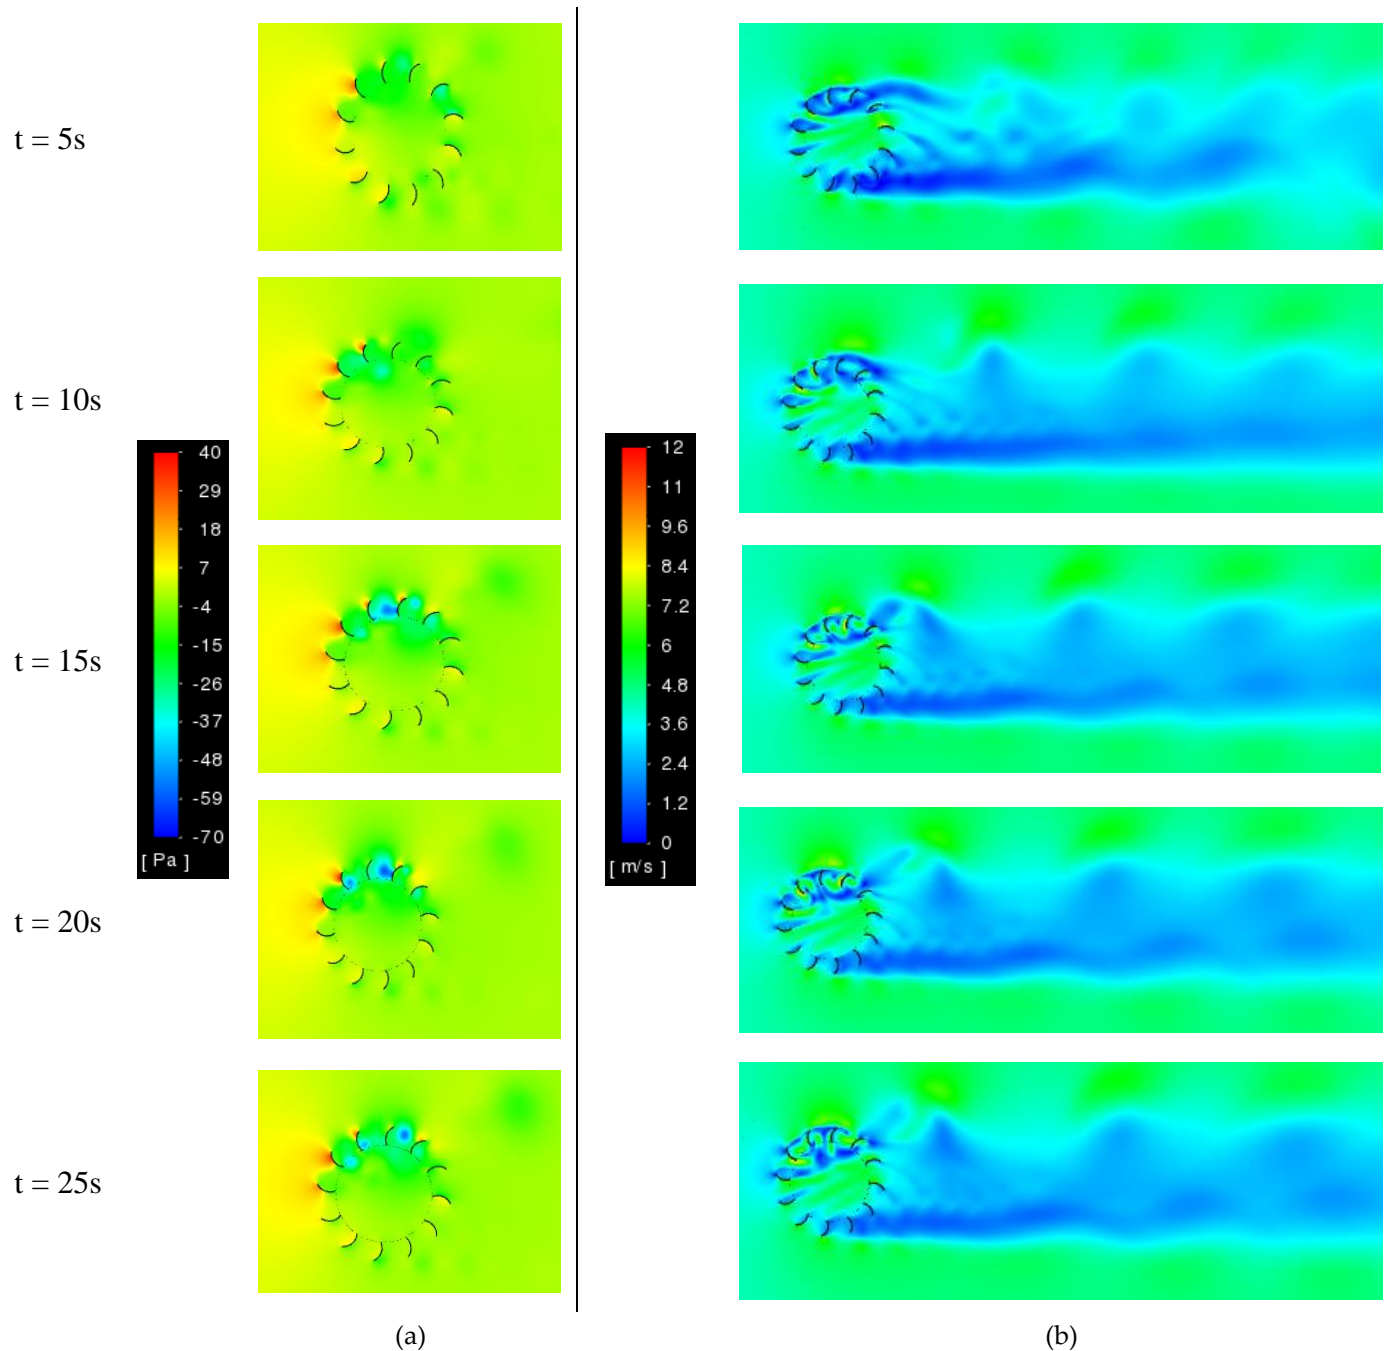 t = 5s
t = 10s
t = 15s
t = 20s
t = 25s
40
29
18
7
-4
-15
-26
-37
-48
-59
-70
[ Pa ]
12
11
9.6
8.4
7.2
6
4.8
3.6
2.4
1.2
0
[ m/s ]
(a)
(b)